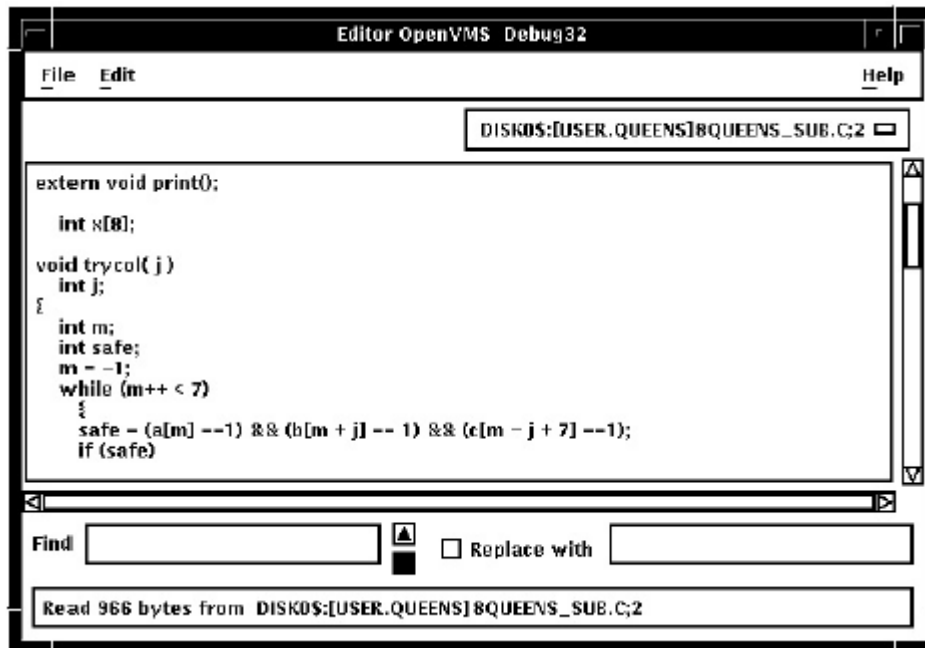 Editor OpenVMS Debug32
File Edit Help
DISK0$:[USER.QUEENS]8QUEENS_SUB.C;2
extern void print();
int x[8];
void trycol( j )
int j;
{
int m;
int safe;
m = -1;
while (m++ < 7)
{
safe = (a[m] ==1) && (b[m + j] == 1) && (c[m - j + 7] ==1);
if (safe)
Find Replace with
Read 966 bytes from DISK0$:[USER.QUEENS]8QUEENS_SUB.C;2